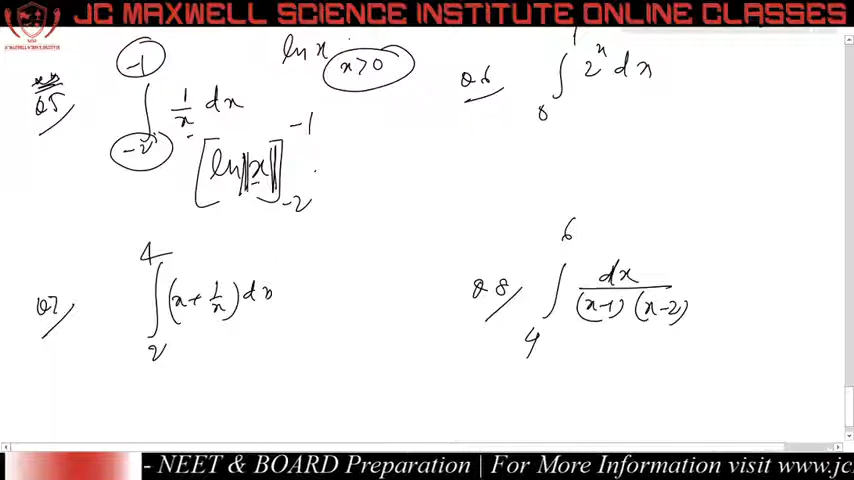 JC MAXWELL SCIENCE INSTITUTE ONLINE CLASSES
ln x
x>0
Q5
∫_{-2}^{-1} 1/x dx
[ln|x|]_{-2}^{-1}
Q6
∫_{0}^{1} 2^x dx
Q7
∫_{2}^{4} (x + 1/x) dx
Q8
∫_{4}^{6} dx/((x-1)(x-2))
- NEET & BOARD Preparation | For More Information visit www.jc